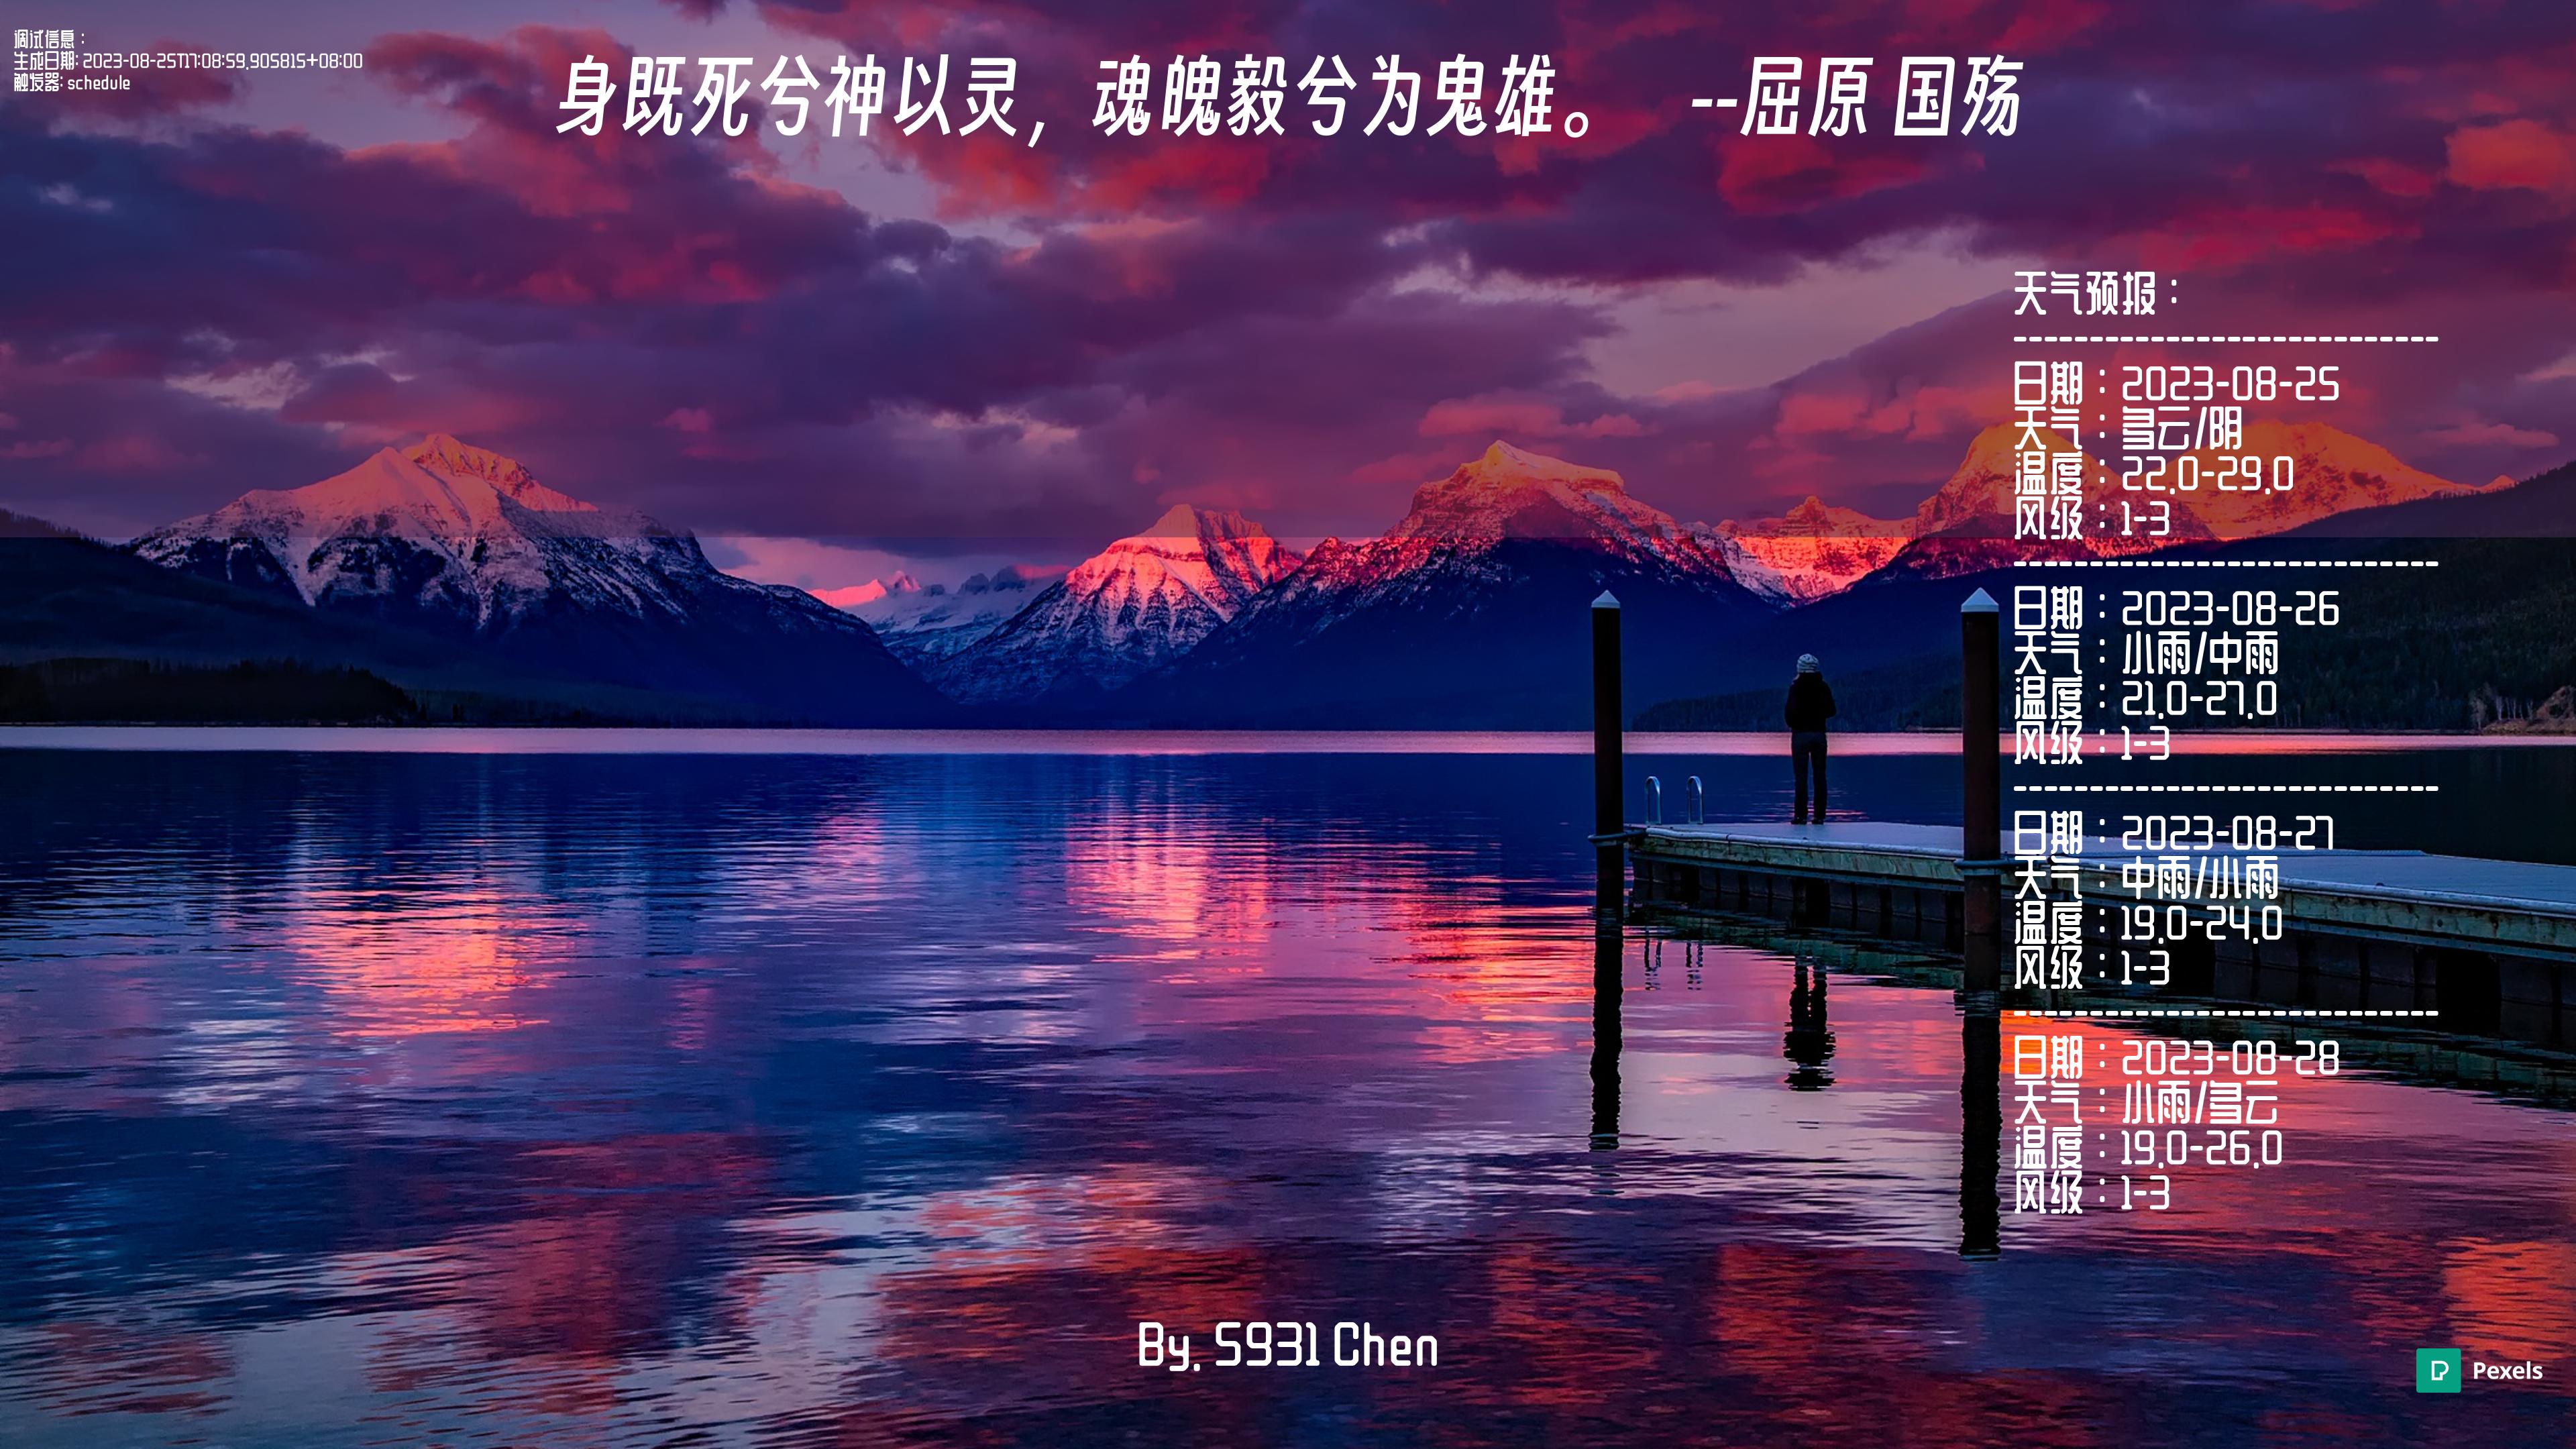 调试信息：
生成日期: 2023-08-25T17:08:59.905815+08:00
触发器: schedule
身既死兮神以灵，魂魄毅兮为鬼雄。 --屈原 国殇
天气预报：
----------------------------
日期：2023-08-25
天气：多云/阴
温度：22.0-29.0
风级：1-3
----------------------------
日期：2023-08-26
天气：小雨/中雨
温度：21.0-27.0
风级：1-3
----------------------------
日期：2023-08-27
天气：中雨/小雨
温度：19.0-24.0
风级：1-3
----------------------------
日期：2023-08-28
天气：小雨/多云
温度：19.0-26.0
风级：1-3
By. S931 Chen
Pexels